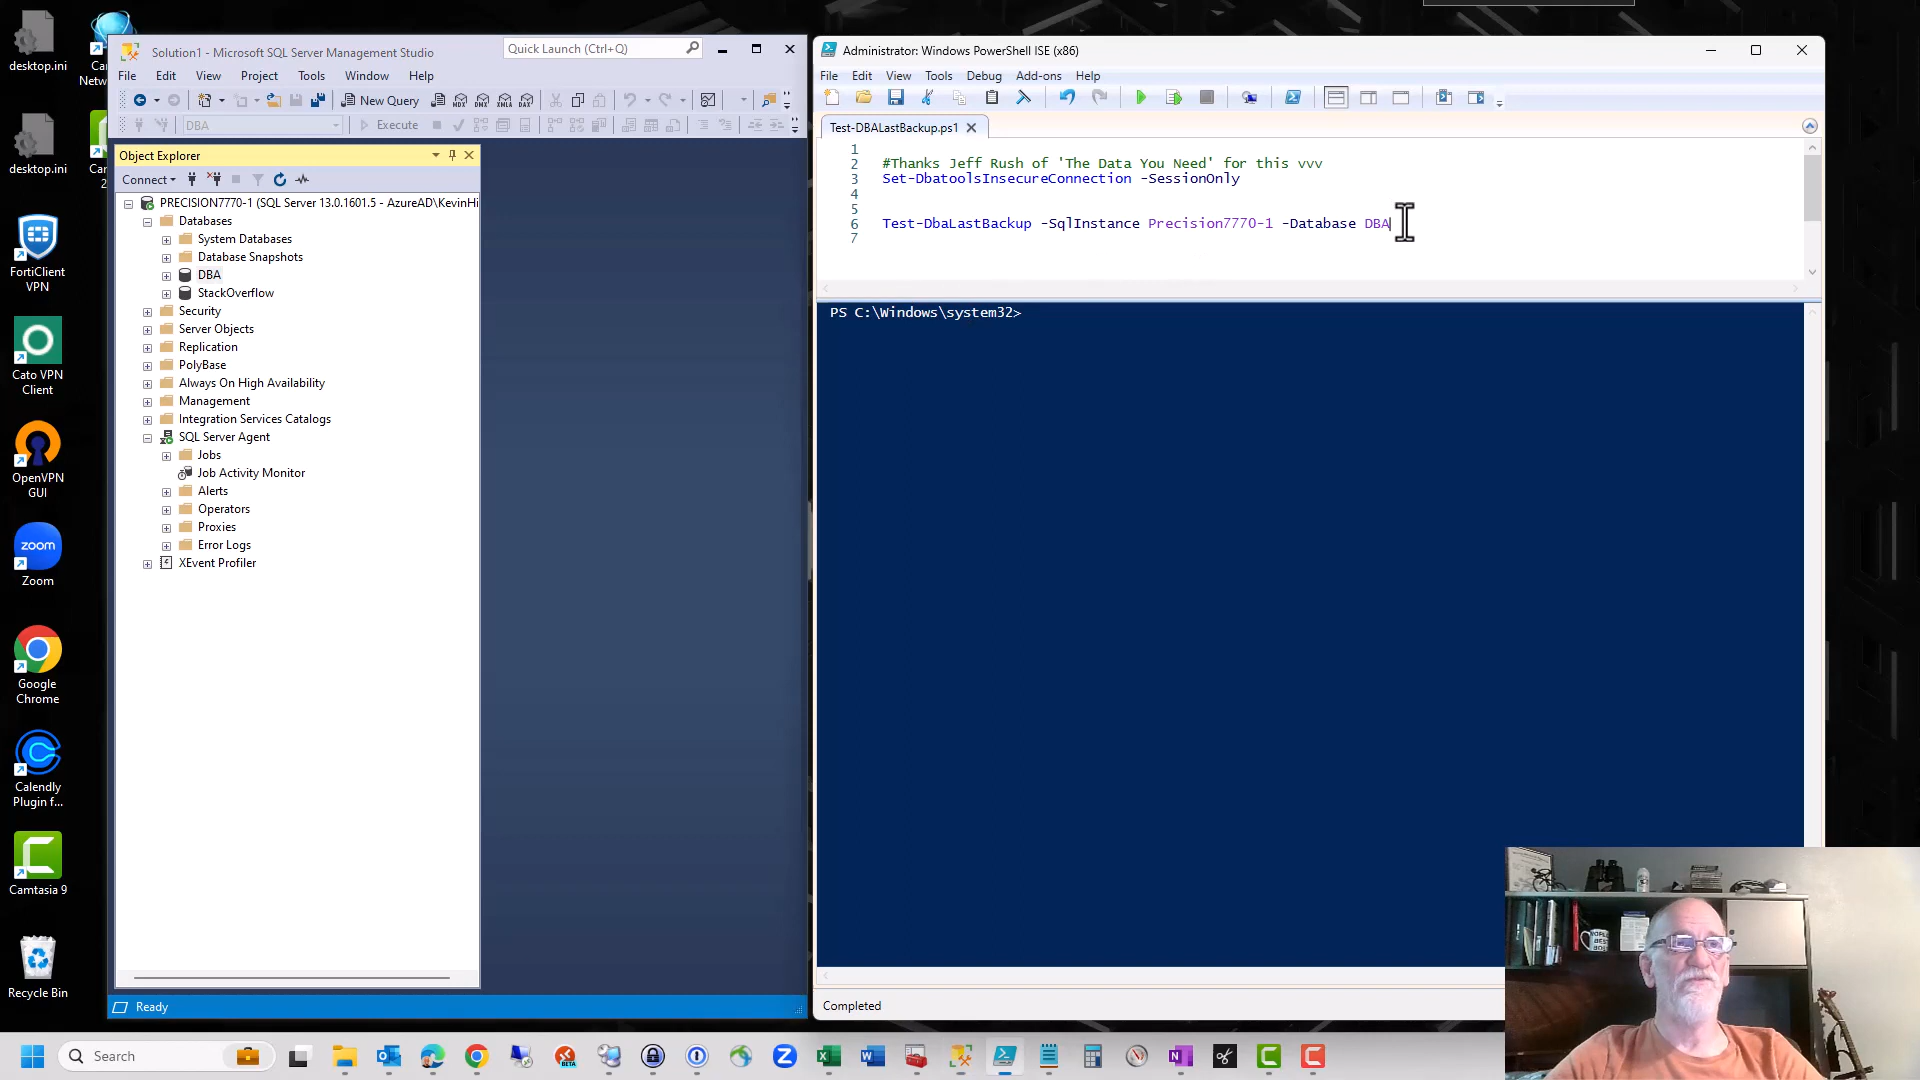 desktop.ini
desktop.ini
FortiClient
VPN
Cato VPN
Client
OpenVPN
GUI
zoom
Zoom
Google
Chrome
Calendly
Plugin f...
Camtasia 9
Recycle Bin
Solution1 - Microsoft SQL Server Management Studio
Quick Launch (Ctrl+Q)
File Edit View Project Tools Window Help
New Query MDX DMX XMLA DAX
DBA Execute
Object Explorer
Connect
PRECISION7770-1 (SQL Server 13.0.1601.5 - AzureAD\KevinHi
Databases
System Databases
Database Snapshots
DBA
StackOverflow
Security
Server Objects
Replication
PolyBase
Always On High Availability
Management
Integration Services Catalogs
SQL Server Agent
Jobs
Job Activity Monitor
Alerts
Operators
Proxies
Error Logs
XEvent Profiler
Ready
Administrator: Windows PowerShell ISE (x86)
File Edit View Tools Debug Add-ons Help
Test-DBALastBackup.ps1
1
2 #Thanks Jeff Rush of 'The Data You Need' for this vvv
3 Set-DbatoolsInsecureConnection -SessionOnly
4
5
6 Test-DbaLastBackup -SqlInstance Precision7770-1 -Database DBA
7
PS C:\Windows\system32>
Completed
Search